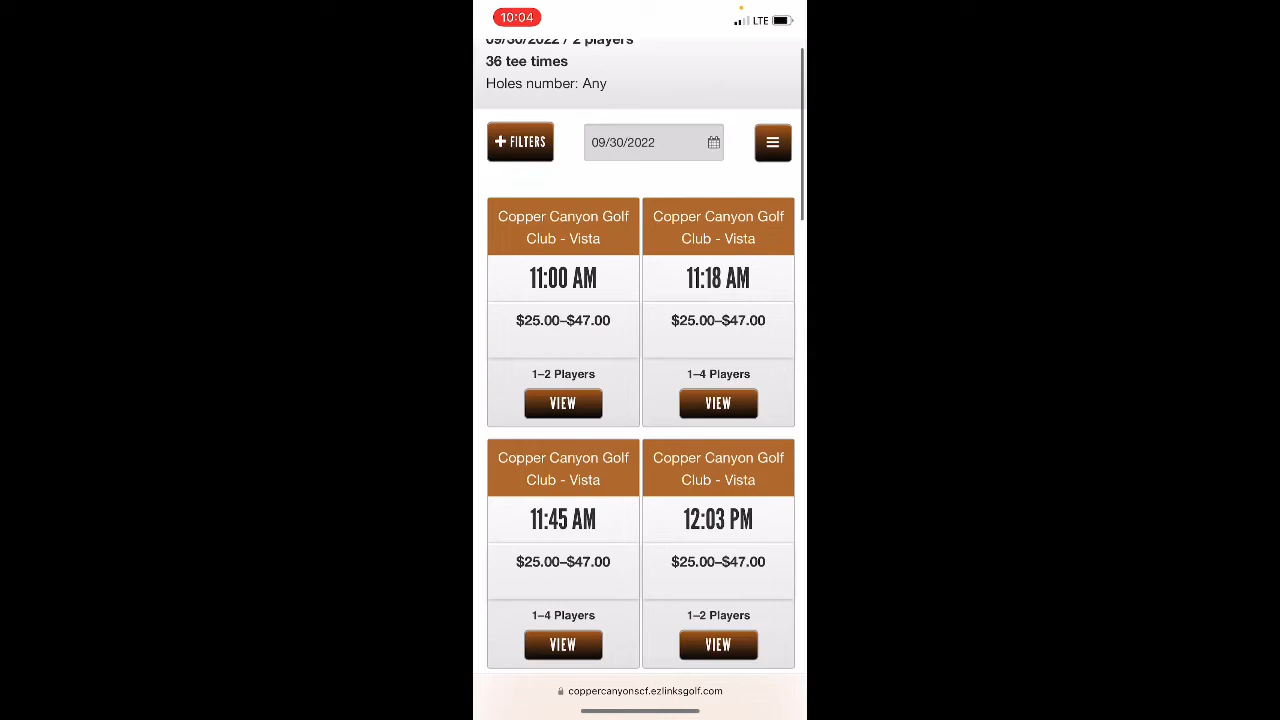 10:04
LTE
09/30/2022 / 2 players
36 tee times
Holes number: Any
+ FILTERS
09/30/2022
Copper Canyon Golf
Club - Vista
11:00 AM
$25.00–$47.00
1–2 Players
VIEW
Copper Canyon Golf
Club - Vista
11:18 AM
$25.00–$47.00
1–4 Players
VIEW
Copper Canyon Golf
Club - Vista
11:45 AM
$25.00–$47.00
1–4 Players
VIEW
Copper Canyon Golf
Club - Vista
12:03 PM
$25.00–$47.00
1–2 Players
VIEW
coppercanyonscf.ezlinksgolf.com